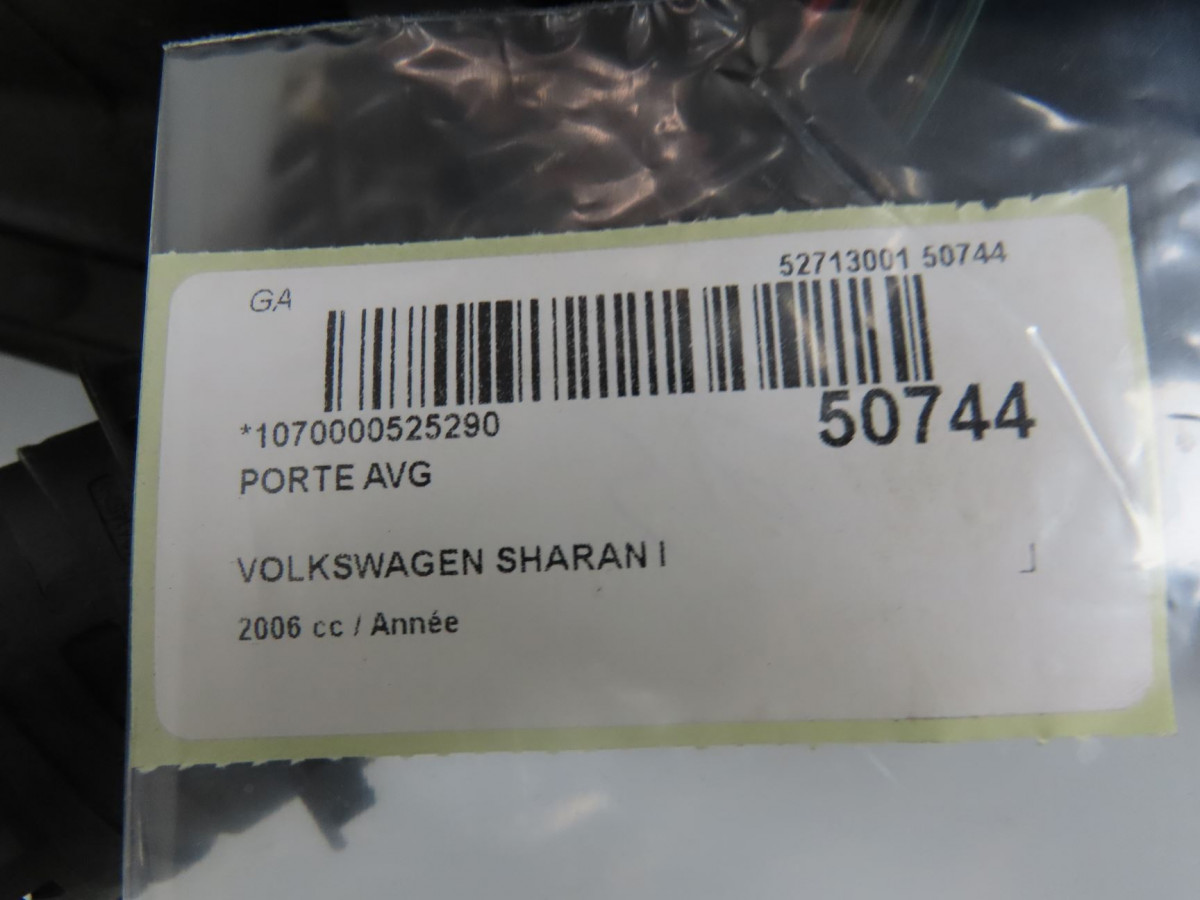 52713001 50744
GA
*1070000525290
50744
PORTE AVG
VOLKSWAGEN SHARAN I
2006 cc / Année